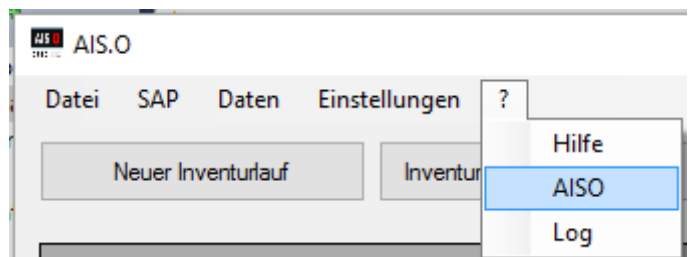 AIS.O
Datei SAP Daten Einstellungen ?
Hilfe
Neuer Inventurlauf
AISO
Log